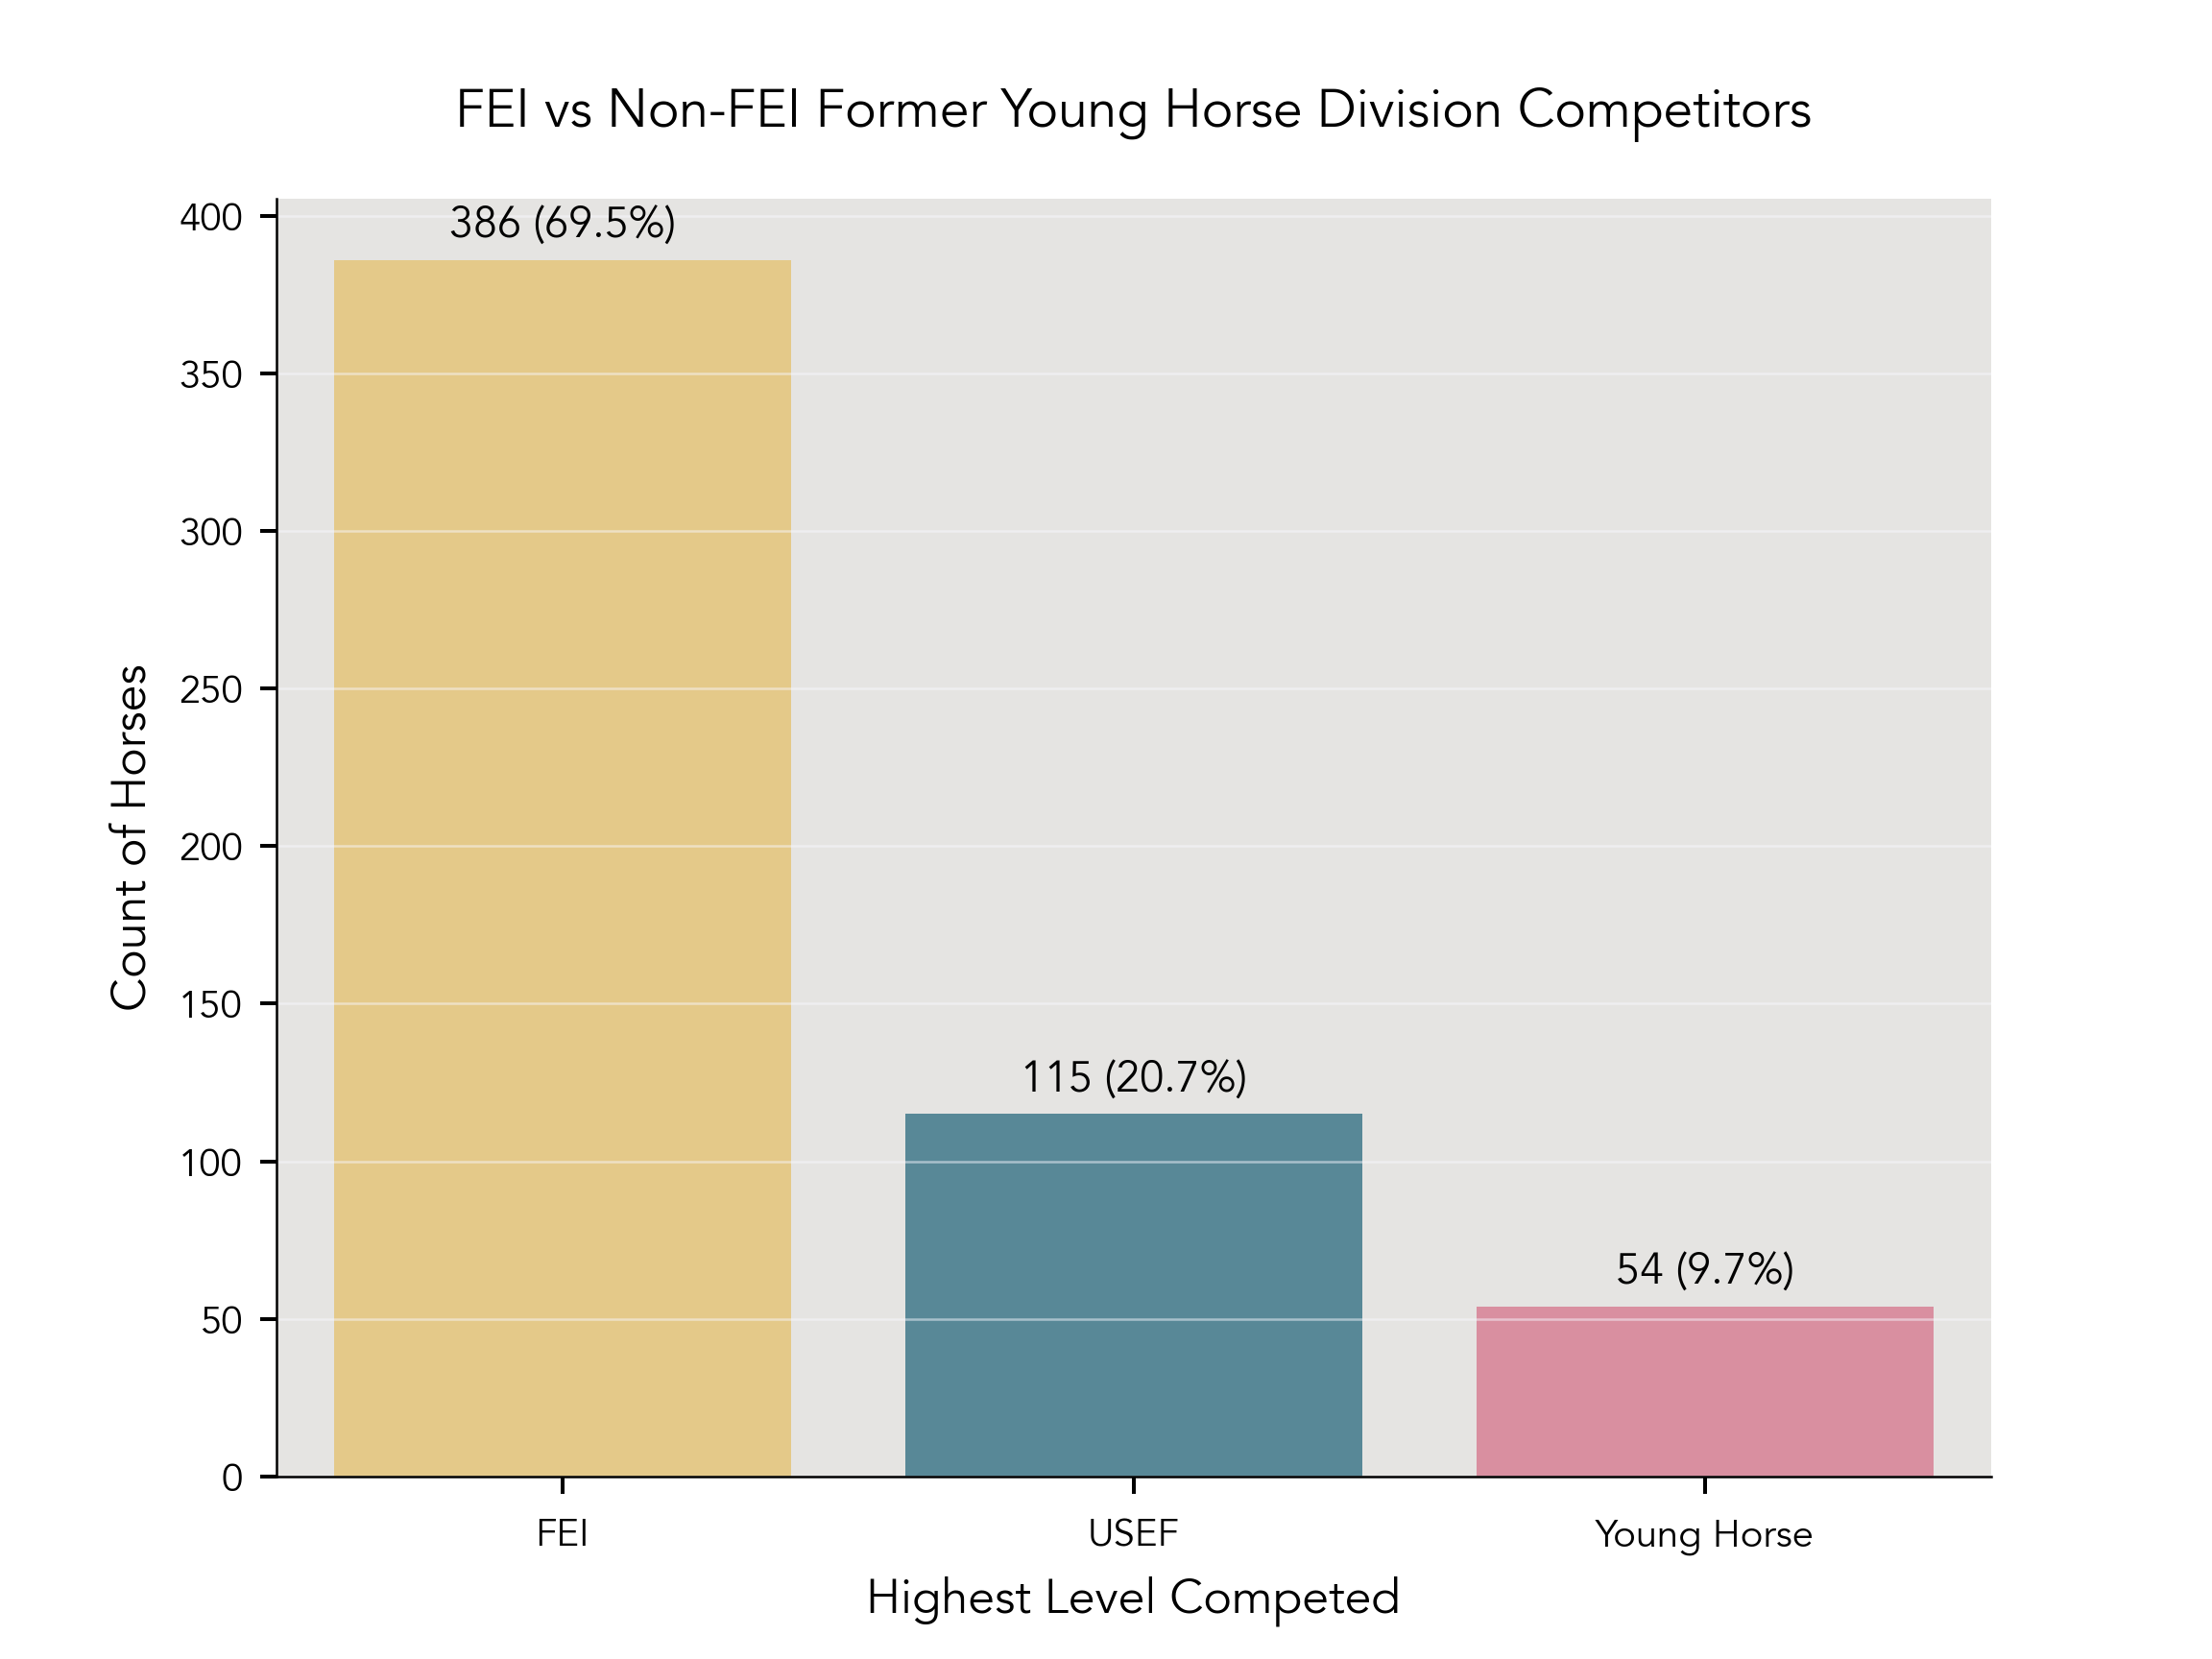 FEI vs Non-FEI Former Young Horse Division Competitors
Count of Horses
400
350
300
250
200
150
100
50
0
386 (69.5%)
115 (20.7%)
54 (9.7%)
FEI
USEF
Young Horse
Highest Level Competed